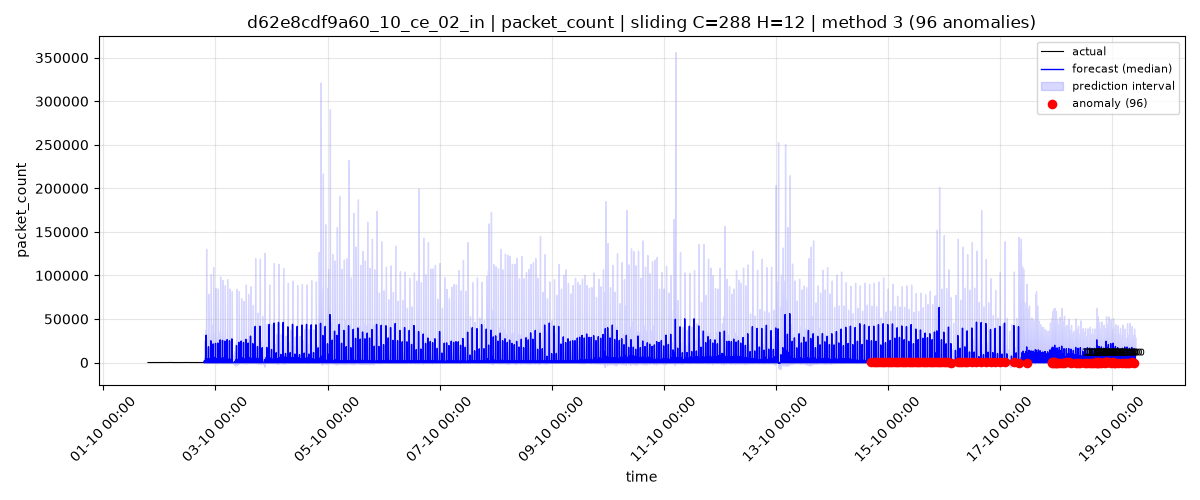 d62e8cdf9a60_10_ce_02_in | packet_count | sliding C=288 H=12 | method 3 (96 anomalies)
actual
forecast (median)
prediction interval
anomaly (96)
packet_count
350000
300000
250000
200000
150000
100000
50000
0
01-10 00:00
03-10 00:00
05-10 00:00
07-10 00:00
09-10 00:00
11-10 00:00
13-10 00:00
15-10 00:00
17-10 00:00
19-10 00:00
time